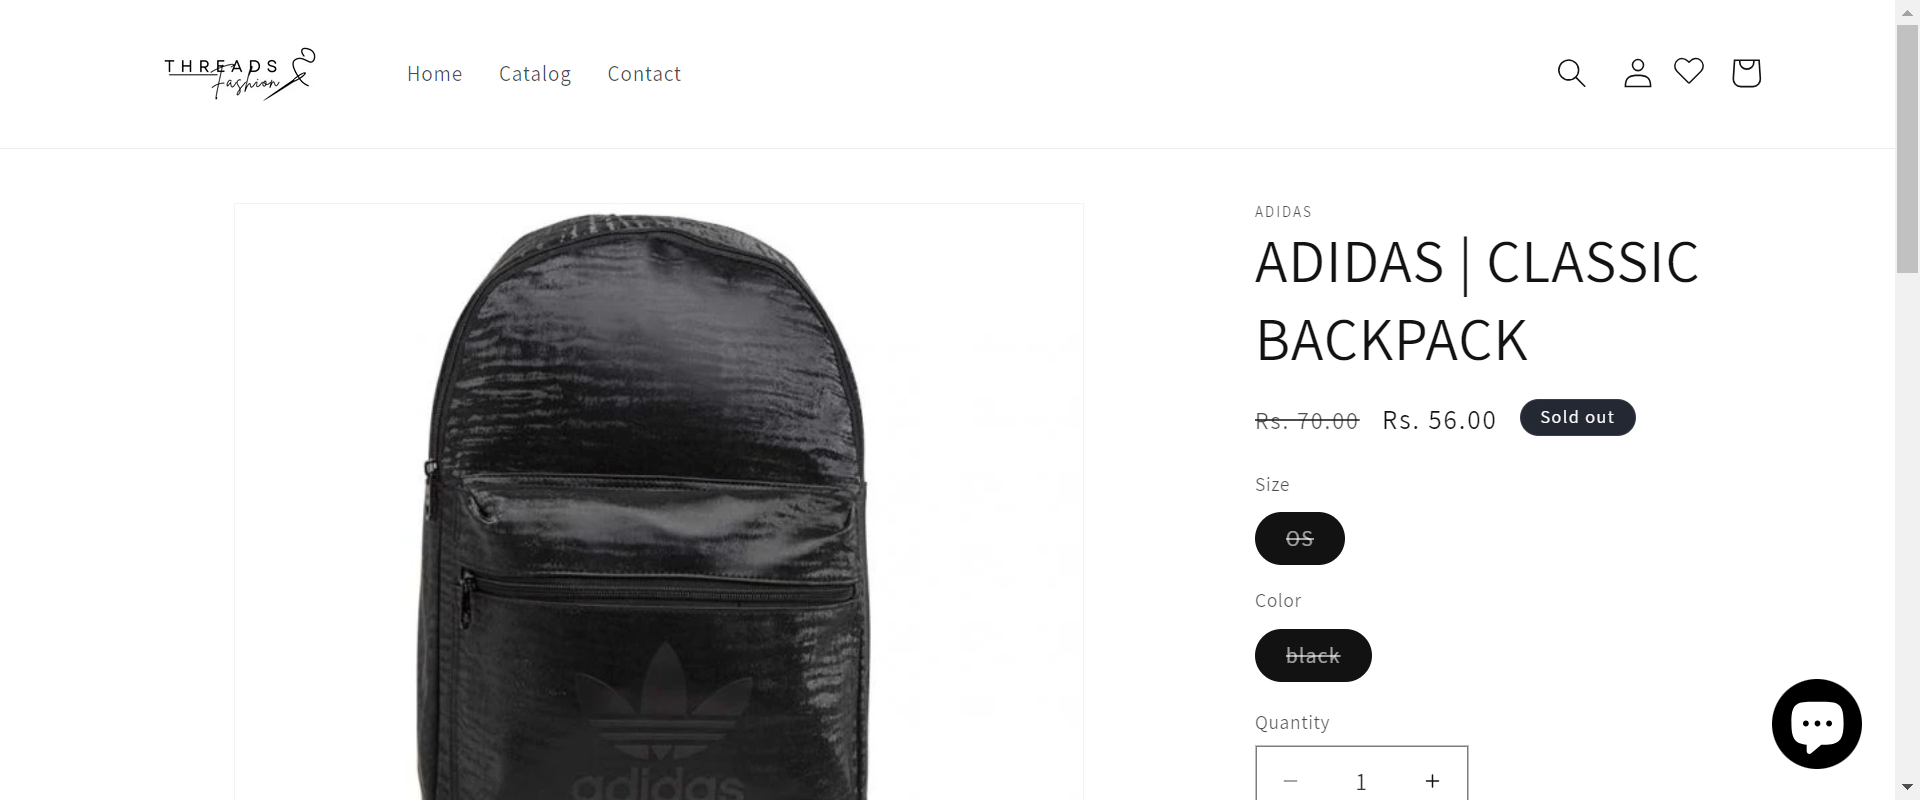 THREADS
Fashion
Home Catalog Contact
ADIDAS
ADIDAS | CLASSIC
BACKPACK
Rs. 70.00 Rs. 56.00 Sold out
Size
OS
Color
black
Quantity
− 1 +
adidas